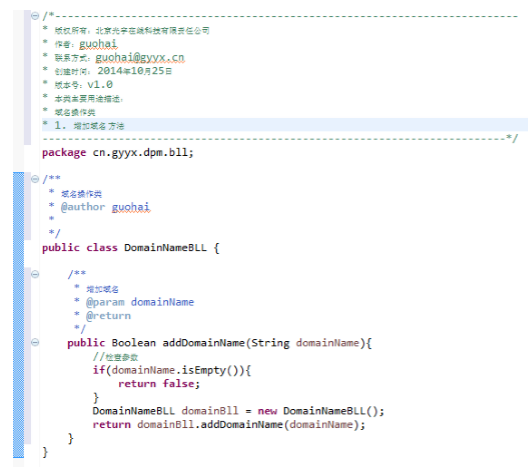 /*-----------------------------------------------------------------------
* 版权所有：北京光宇在线科技有限责任公司
* 作者：guohai
* 联系方式：guohai@gyyx.cn
* 创建时间：2014年10月25日
* 版本号：v1.0
* 本类主要用途描述：
* 域名操作类
* 1. 增加域名方法
-----------------------------------------------------------------------*/
package cn.gyyx.dpm.bll;
/**
* 域名操作类
* @author guohai
*
*/
public class DomainNameBLL {
/**
* 增加域名
* @param domainName
* @return
*/
public Boolean addDomainName(String domainName){
//检查参数
if(domainName.isEmpty()){
return false;
}
DomainNameBLL domainBll = new DomainNameBLL();
return domainBll.addDomainName(domainName);
}
}